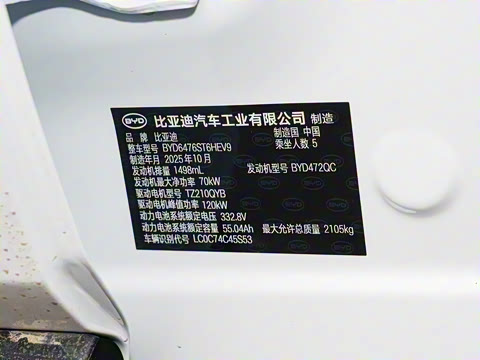 BYD 比亚迪汽车工业有限公司 制造
品牌 比亚迪 制造国 中国
整车型号 BYD6476ST6HEV9 乘坐人数 5
制造年月 2025年10月
发动机排量 1498mL 发动机型号 BYD472QC
发动机最大净功率 70kW
驱动电机型号 TZ210QYB
驱动电机峰值功率 120kW
动力电池系统额定电压 332.8V
动力电池系统额定容量 55.04Ah 最大允许总质量 2105kg
车辆识别代号 LC0C74C45S53